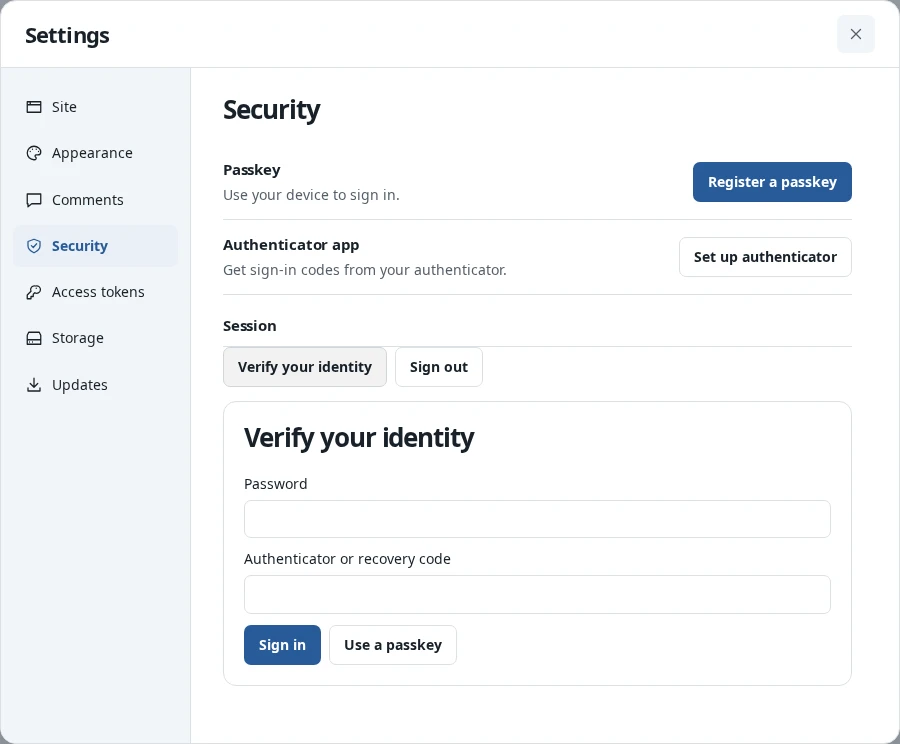 Settings
Site
Appearance
Comments
Security
Access tokens
Storage
Updates
Security
Passkey
Use your device to sign in.
Register a passkey
Authenticator app
Get sign-in codes from your authenticator.
Set up authenticator
Session
Verify your identity
Sign out
Verify your identity
Password
Authenticator or recovery code
Sign in
Use a passkey